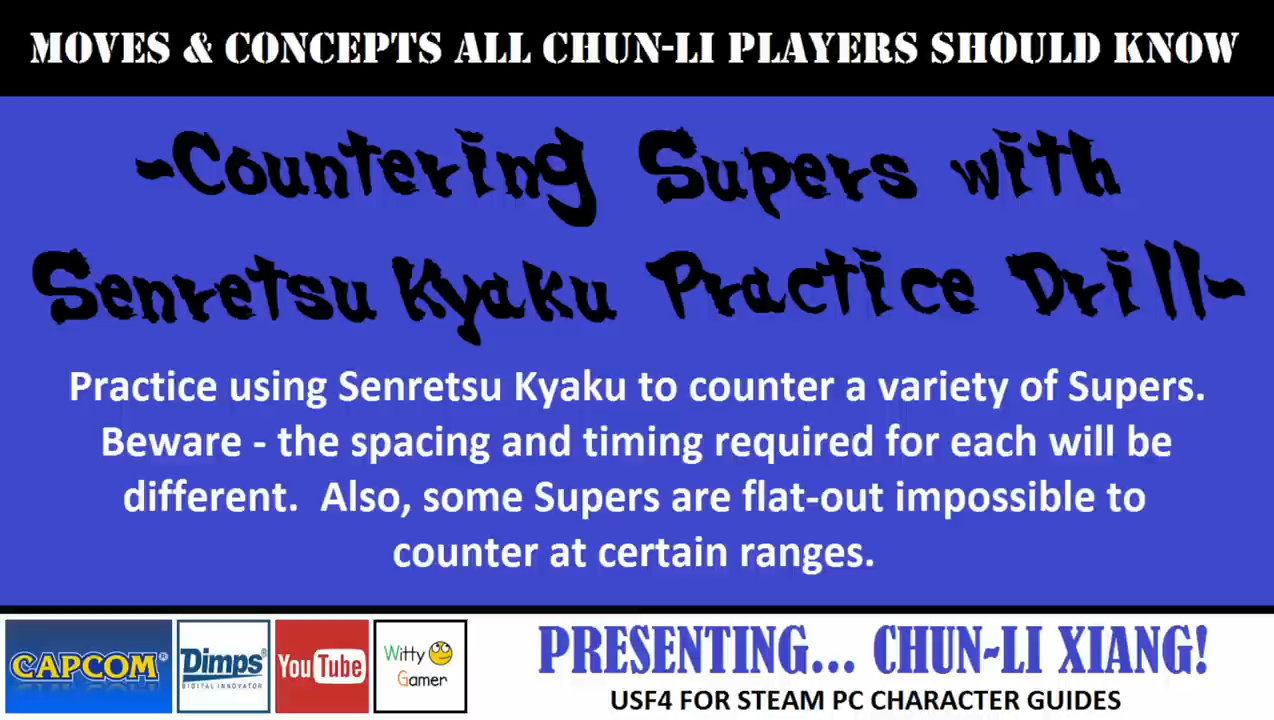 MOVES & CONCEPTS ALL CHUN-LI PLAYERS SHOULD KNOW
-Countering Supers with
Senretsu Kyaku Practice Drill-
Practice using Senretsu Kyaku to counter a variety of Supers.
Beware - the spacing and timing required for each will be
different. Also, some Supers are flat-out impossible to
counter at certain ranges.
CAPCOM®
Dimps®
DIGITAL INNOVATOR
YouTube
Witty
Gamer
PRESENTING... CHUN-LI XIANG!
USF4 FOR STEAM PC CHARACTER GUIDES